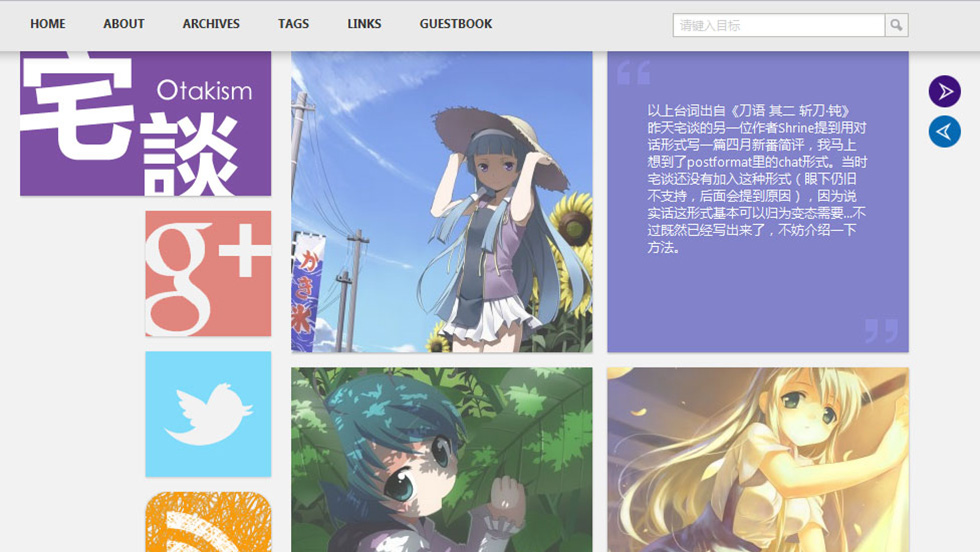 HOME ABOUT ARCHIVES TAGS LINKS GUESTBOOK
请键入目标
宅
Otakism
談
g+
かき氷
以上台词出自《刀语 其二 斩刀·钝》
昨天宅谈的另一位作者Shrine提到用对
话形式写一篇四月新番简评，我马上
想到了postformat里的chat形式。当时
宅谈还没有加入这种形式（眼下仍旧
不支持，后面会提到原因），因为说
实话这形式基本可以归为变态需要...不
过既然已经写出来了，不妨介绍一下
方法。